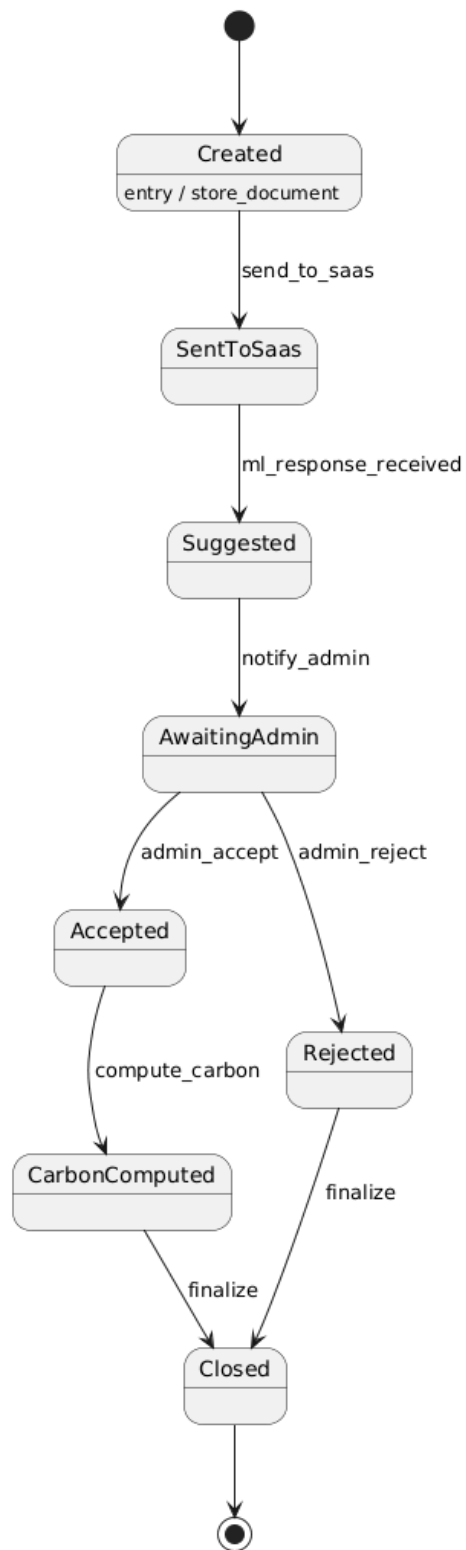 Created
entry / store_document
send_to_saas
SentToSaas
ml_response_received
Suggested
notify_admin
AwaitingAdmin
admin_accept
admin_reject
Accepted
Rejected
compute_carbon
CarbonComputed
finalize
finalize
Closed